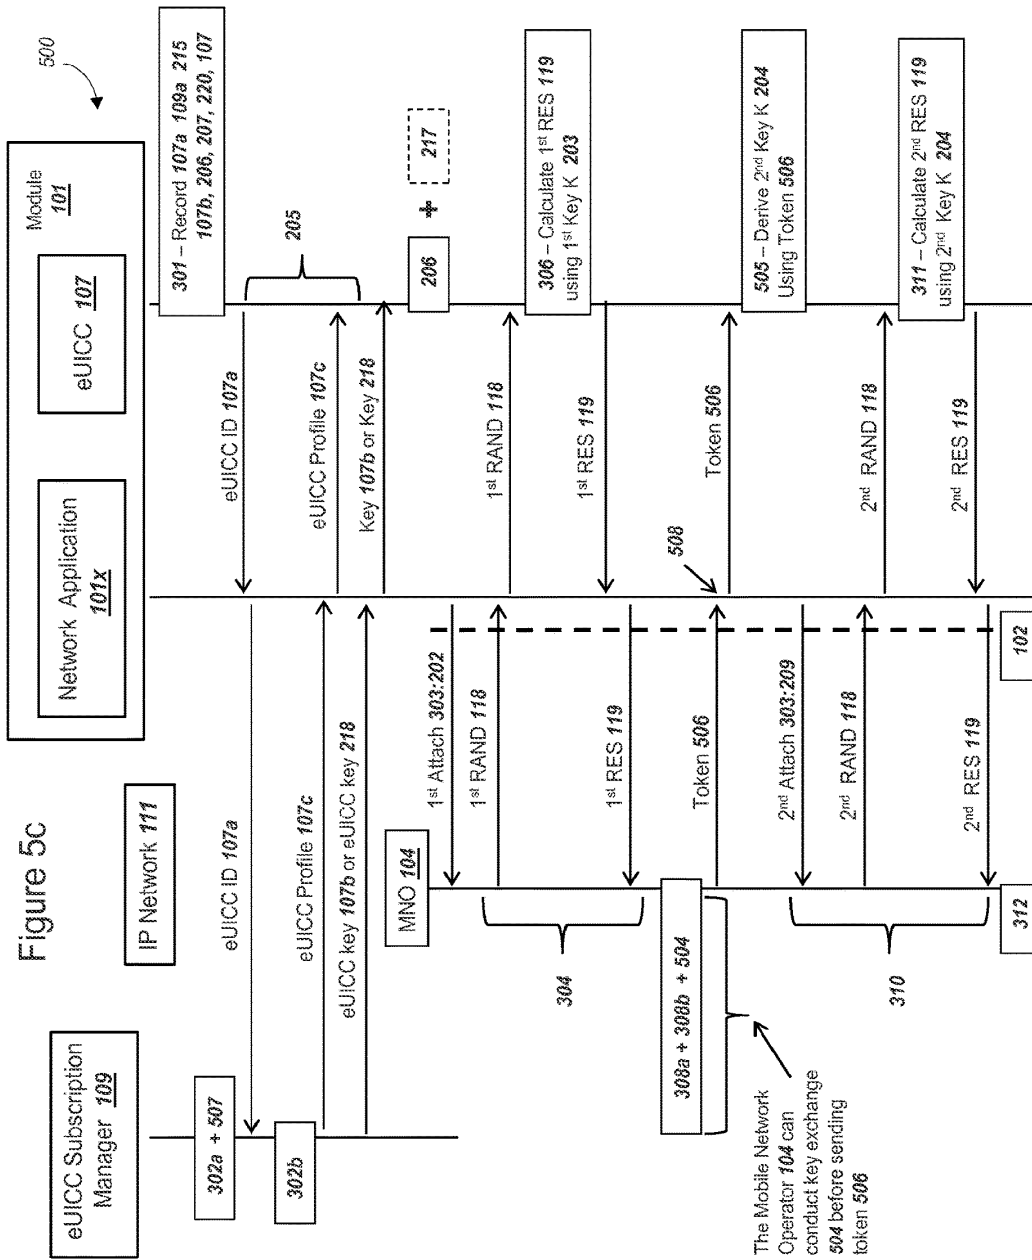 Figure 5c
500
eUICC Subscription
Manager 109
IP Network 111
Module
101
Network Application
101x
eUICC 107
301 – Record 107a 109a 215
107b, 206, 207, 220, 107
302a + 507
eUICC ID 107a
eUICC ID 107a
205
302b
eUICC Profile 107c
eUICC Profile 107c
eUICC key 107b or eUICC key 218
Key 107b or Key 218
MNO 104
206 + 217
1st Attach 303:202
1st RAND 118
1st RAND 118
304
306 – Calculate 1st RES 119
using 1st Key K 203
1st RES 119
1st RES 119
308a + 308b + 504
508
Token 506
Token 506
505 – Derive 2nd Key K 204
Using Token 506
The Mobile Network
Operator 104 can
conduct key exchange
504 before sending
token 506
2nd Attach 303:209
310
2nd RAND 118
2nd RAND 118
311 – Calculate 2nd RES 119
using 2nd Key K 204
2nd RES 119
2nd RES 119
312
102